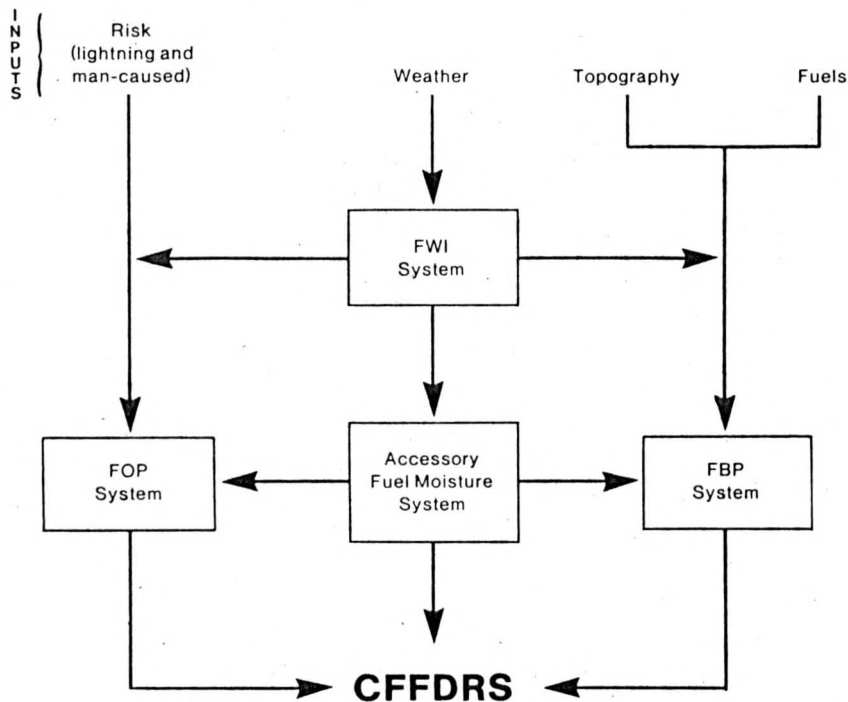 INPUTS
Risk
(lightning and
man-caused)
Weather
Topography
Fuels
FWI
System
FOP
System
Accessory
Fuel Moisture
System
FBP
System
CFFDRS